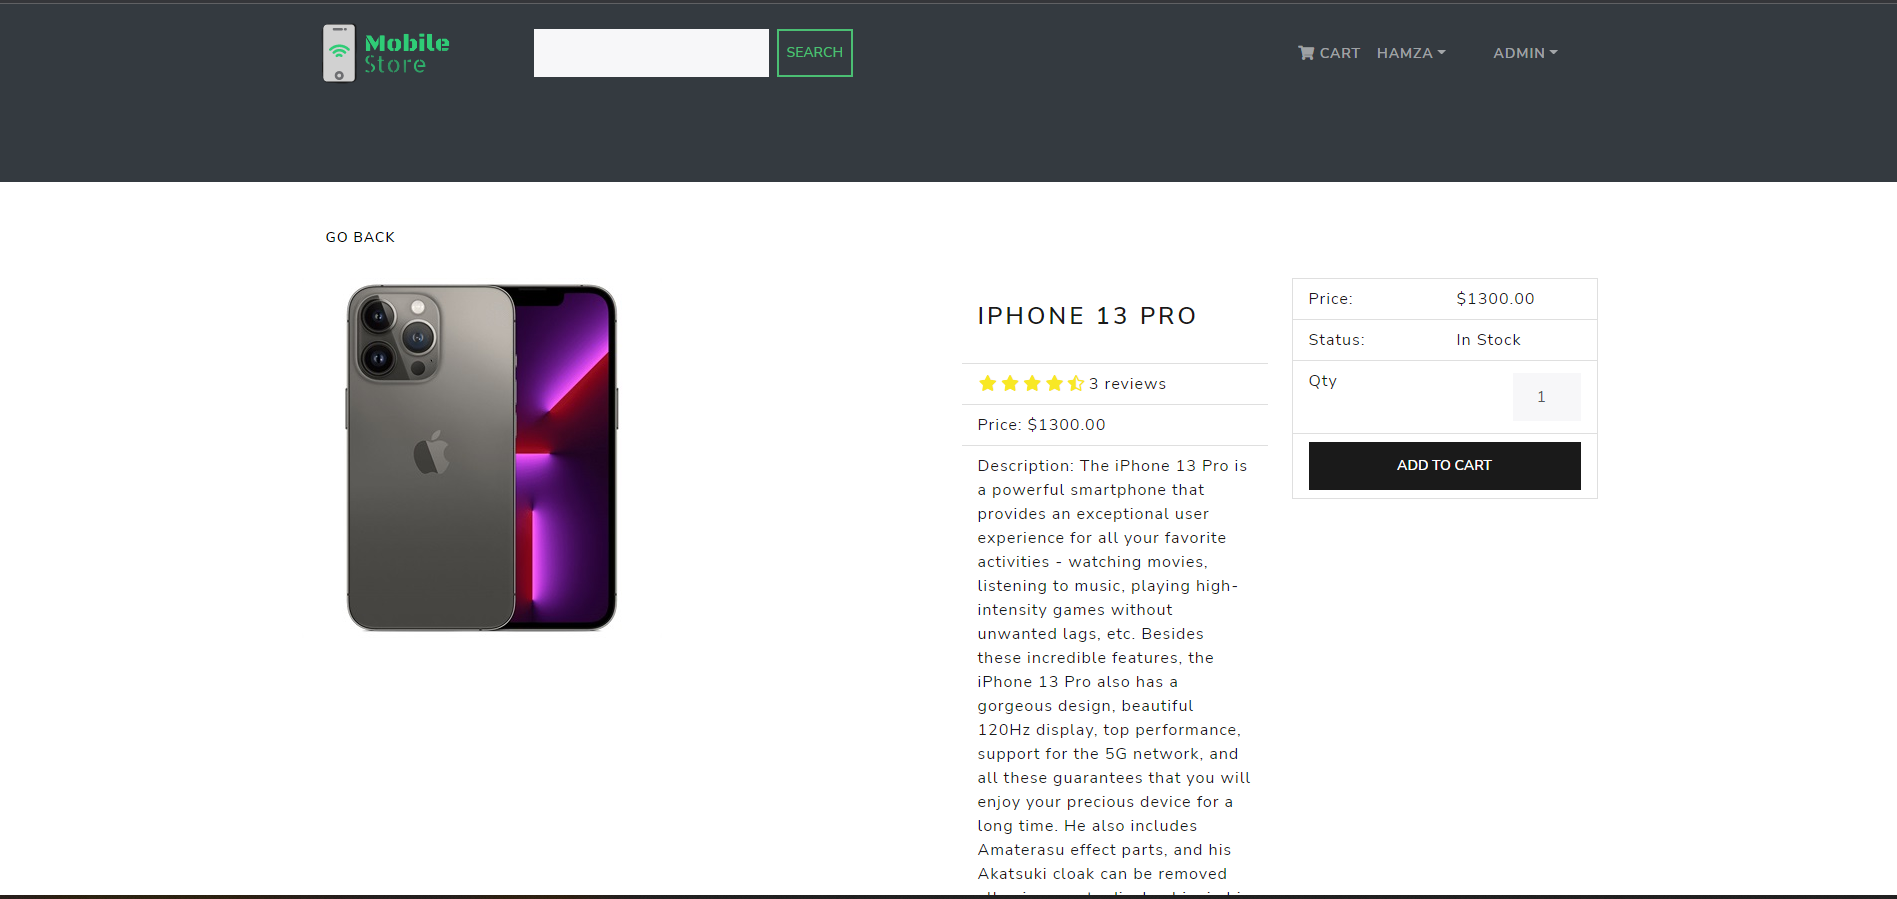 Mobile
Store
SEARCH
CART
HAMZA
ADMIN
GO BACK
IPHONE 13 PRO
3 reviews
Price: $1300.00
Description: The iPhone 13 Pro is
a powerful smartphone that
provides an exceptional user
experience for all your favorite
activities - watching movies,
listening to music, playing high-
intensity games without
unwanted lags, etc. Besides
these incredible features, the
iPhone 13 Pro also has a
gorgeous design, beautiful
120Hz display, top performance,
support for the 5G network, and
all these guarantees that you will
enjoy your precious device for a
long time. He also includes
Amaterasu effect parts, and his
Akatsuki cloak can be removed
Price: $1300.00
Status: In Stock
Qty 1
ADD TO CART